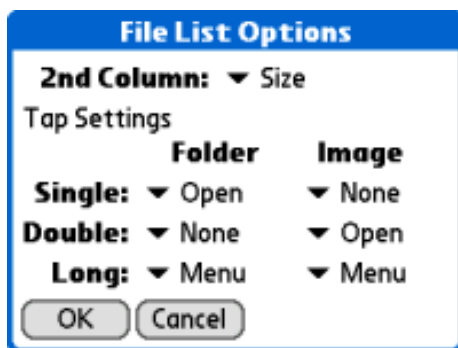 File List Options
2nd Column: Size
Tap Settings
Folder Image
Single: Open None
Double: None Open
Long: Menu Menu
OK Cancel